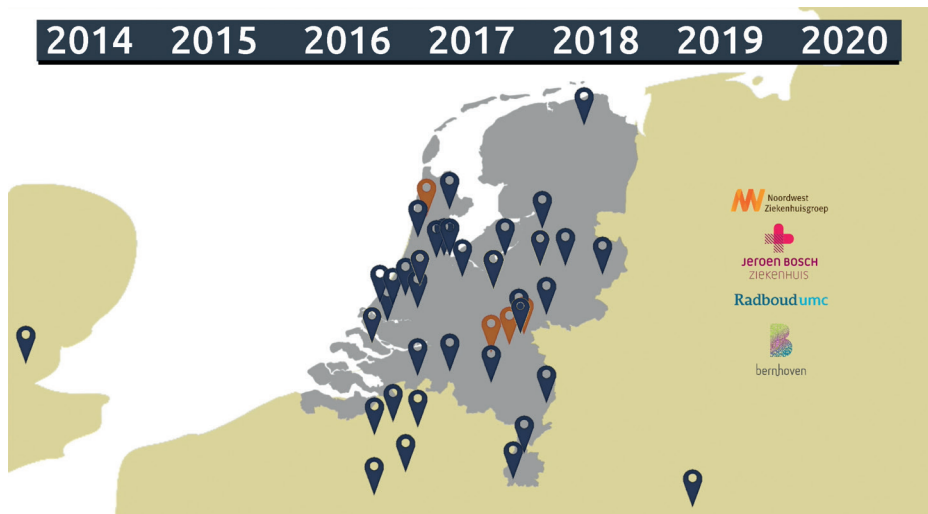 2014 2015 2016 2017 2018 2019 2020
Noordwest
Ziekenhuisgroep
JEROEN BOSCH
ZIEKENHUIS
Radboudumc
bernhoven